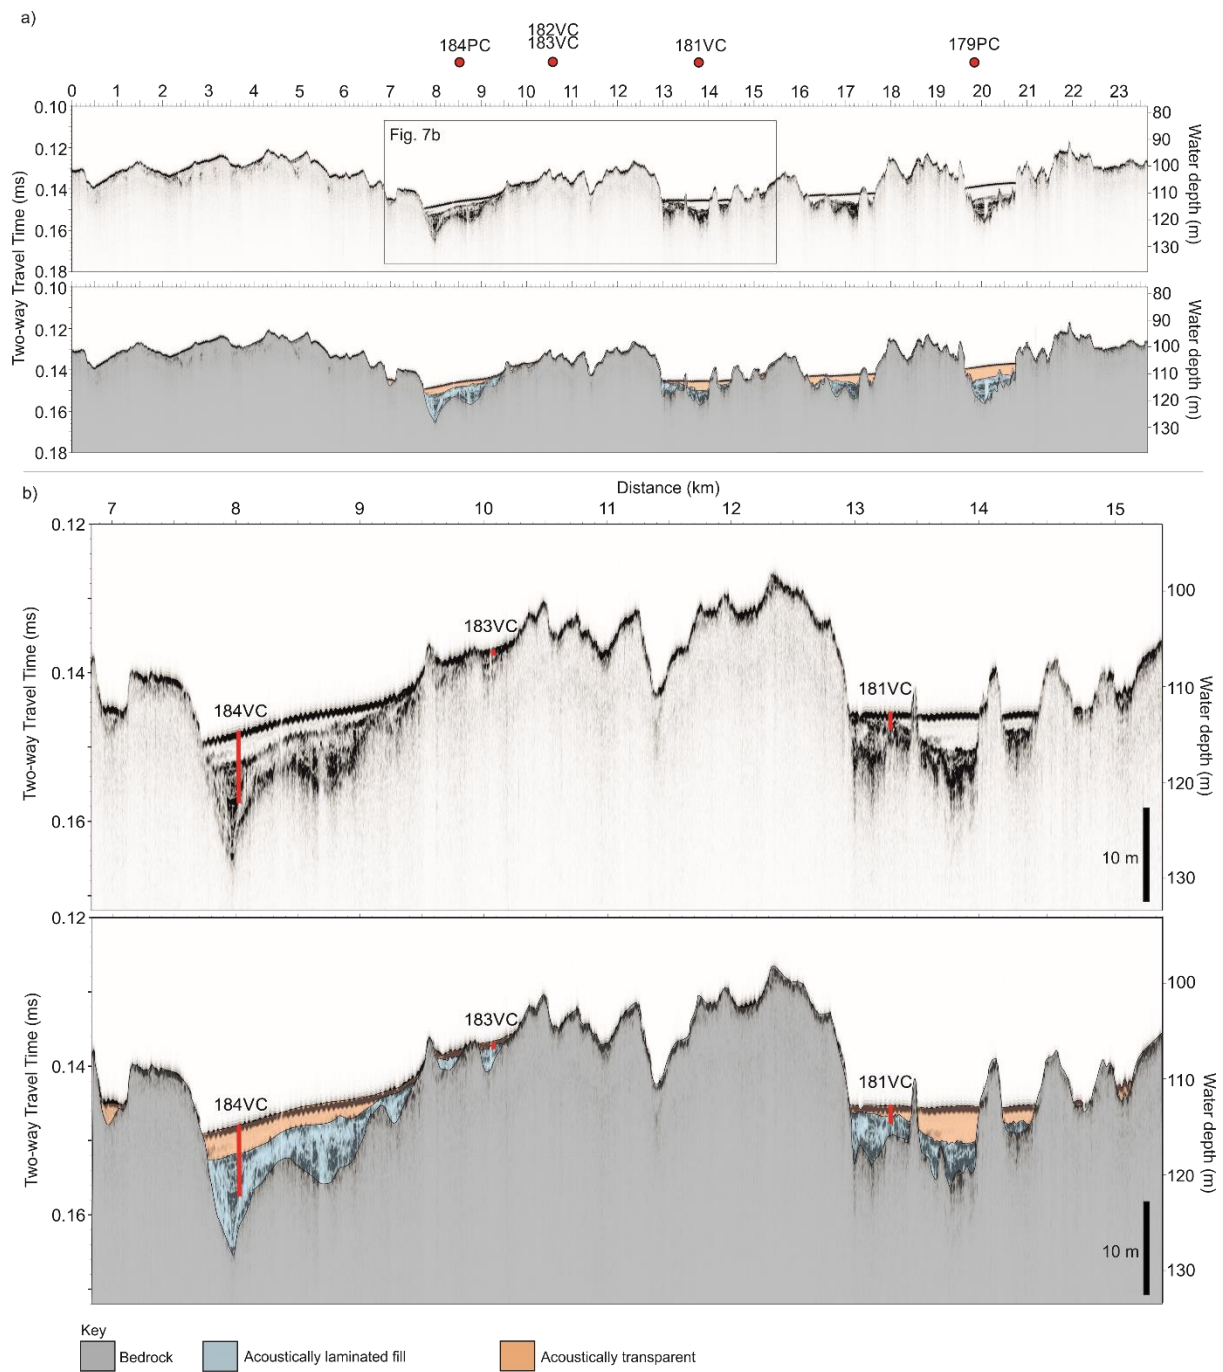 a)
184PC
182VC
183VC
181VC
179PC
0 1 2 3 4 5 6 7 8 9 10 11 12 13 14 15 16 17 18 19 20 21 22 23
Two-way Travel Time (ms)
0.10
0.12
0.14
0.16
0.18
Fig. 7b
80
90
100
110
120
130
Water depth (m)
Two-way Travel Time (ms)
0.10
0.12
0.14
0.16
0.18
80
90
100
110
120
130
Water depth (m)
b)
Distance (km)
7 8 9 10 11 12 13 14 15
Two-way Travel Time (ms)
0.12
0.14
0.16
184VC
183VC
181VC
100
110
120
130
Water depth (m)
10 m
Two-way Travel Time (ms)
0.12
0.14
0.16
184VC
183VC
181VC
100
110
120
130
Water depth (m)
10 m
Key
Bedrock
Acoustically laminated fill
Acoustically transparent